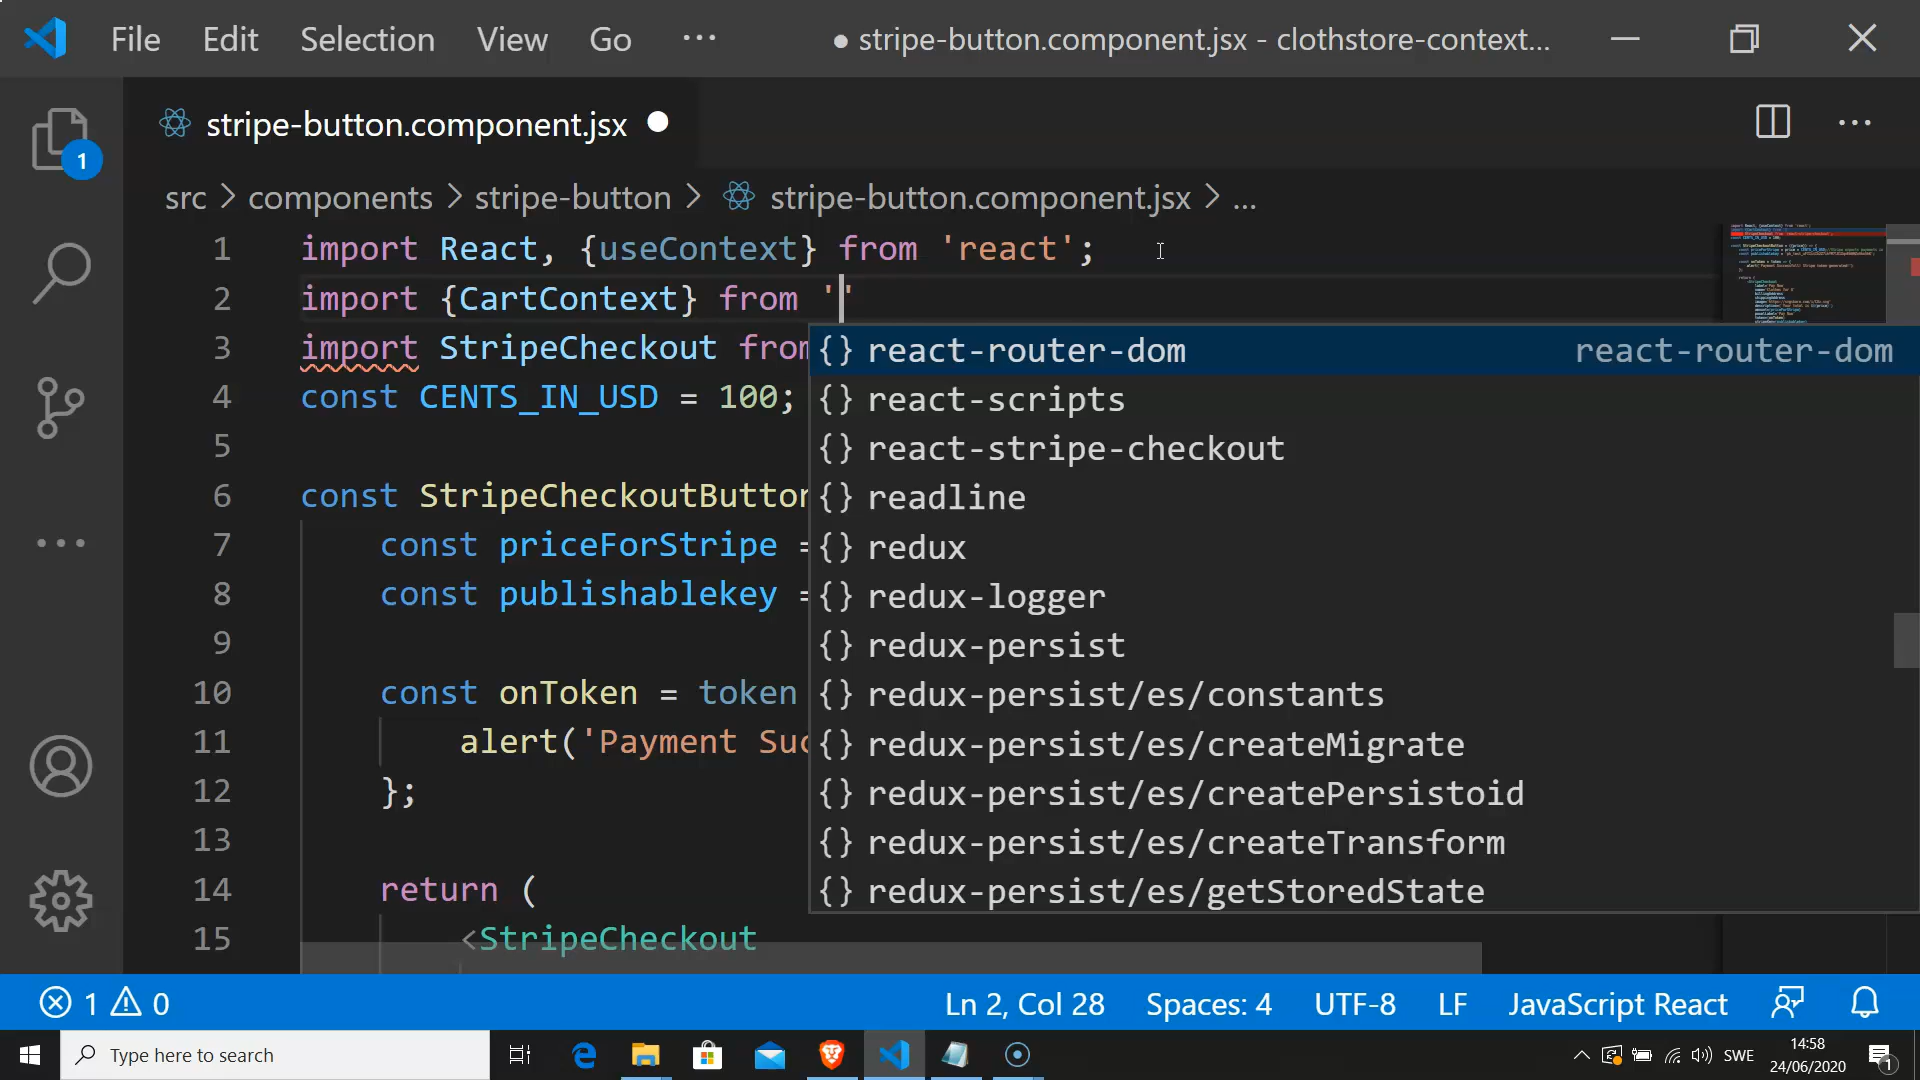 File Edit Selection View Go ··· ● stripe-button.component.jsx - clothstore-context...
stripe-button.component.jsx
1
src > components > stripe-button > stripe-button.component.jsx > ...
1 import React, {useContext} from 'react';
2 import {CartContext} from ''
3 import StripeCheckout from
4 const CENTS_IN_USD = 100;
5
6 const StripeCheckoutButton
7 const priceForStripe =
8 const publishablekey =
9
10 const onToken = token
11 alert('Payment Suc
12 };
13
14 return (
15 <StripeCheckout
{} react-router-dom react-router-dom
{} react-scripts
{} react-stripe-checkout
{} readline
{} redux
{} redux-logger
{} redux-persist
{} redux-persist/es/constants
{} redux-persist/es/createMigrate
{} redux-persist/es/createPersistoid
{} redux-persist/es/createTransform
{} redux-persist/es/getStoredState
1 0 Ln 2, Col 28 Spaces: 4 UTF-8 LF JavaScript React
Type here to search
SWE
14:58
24/06/2020
1